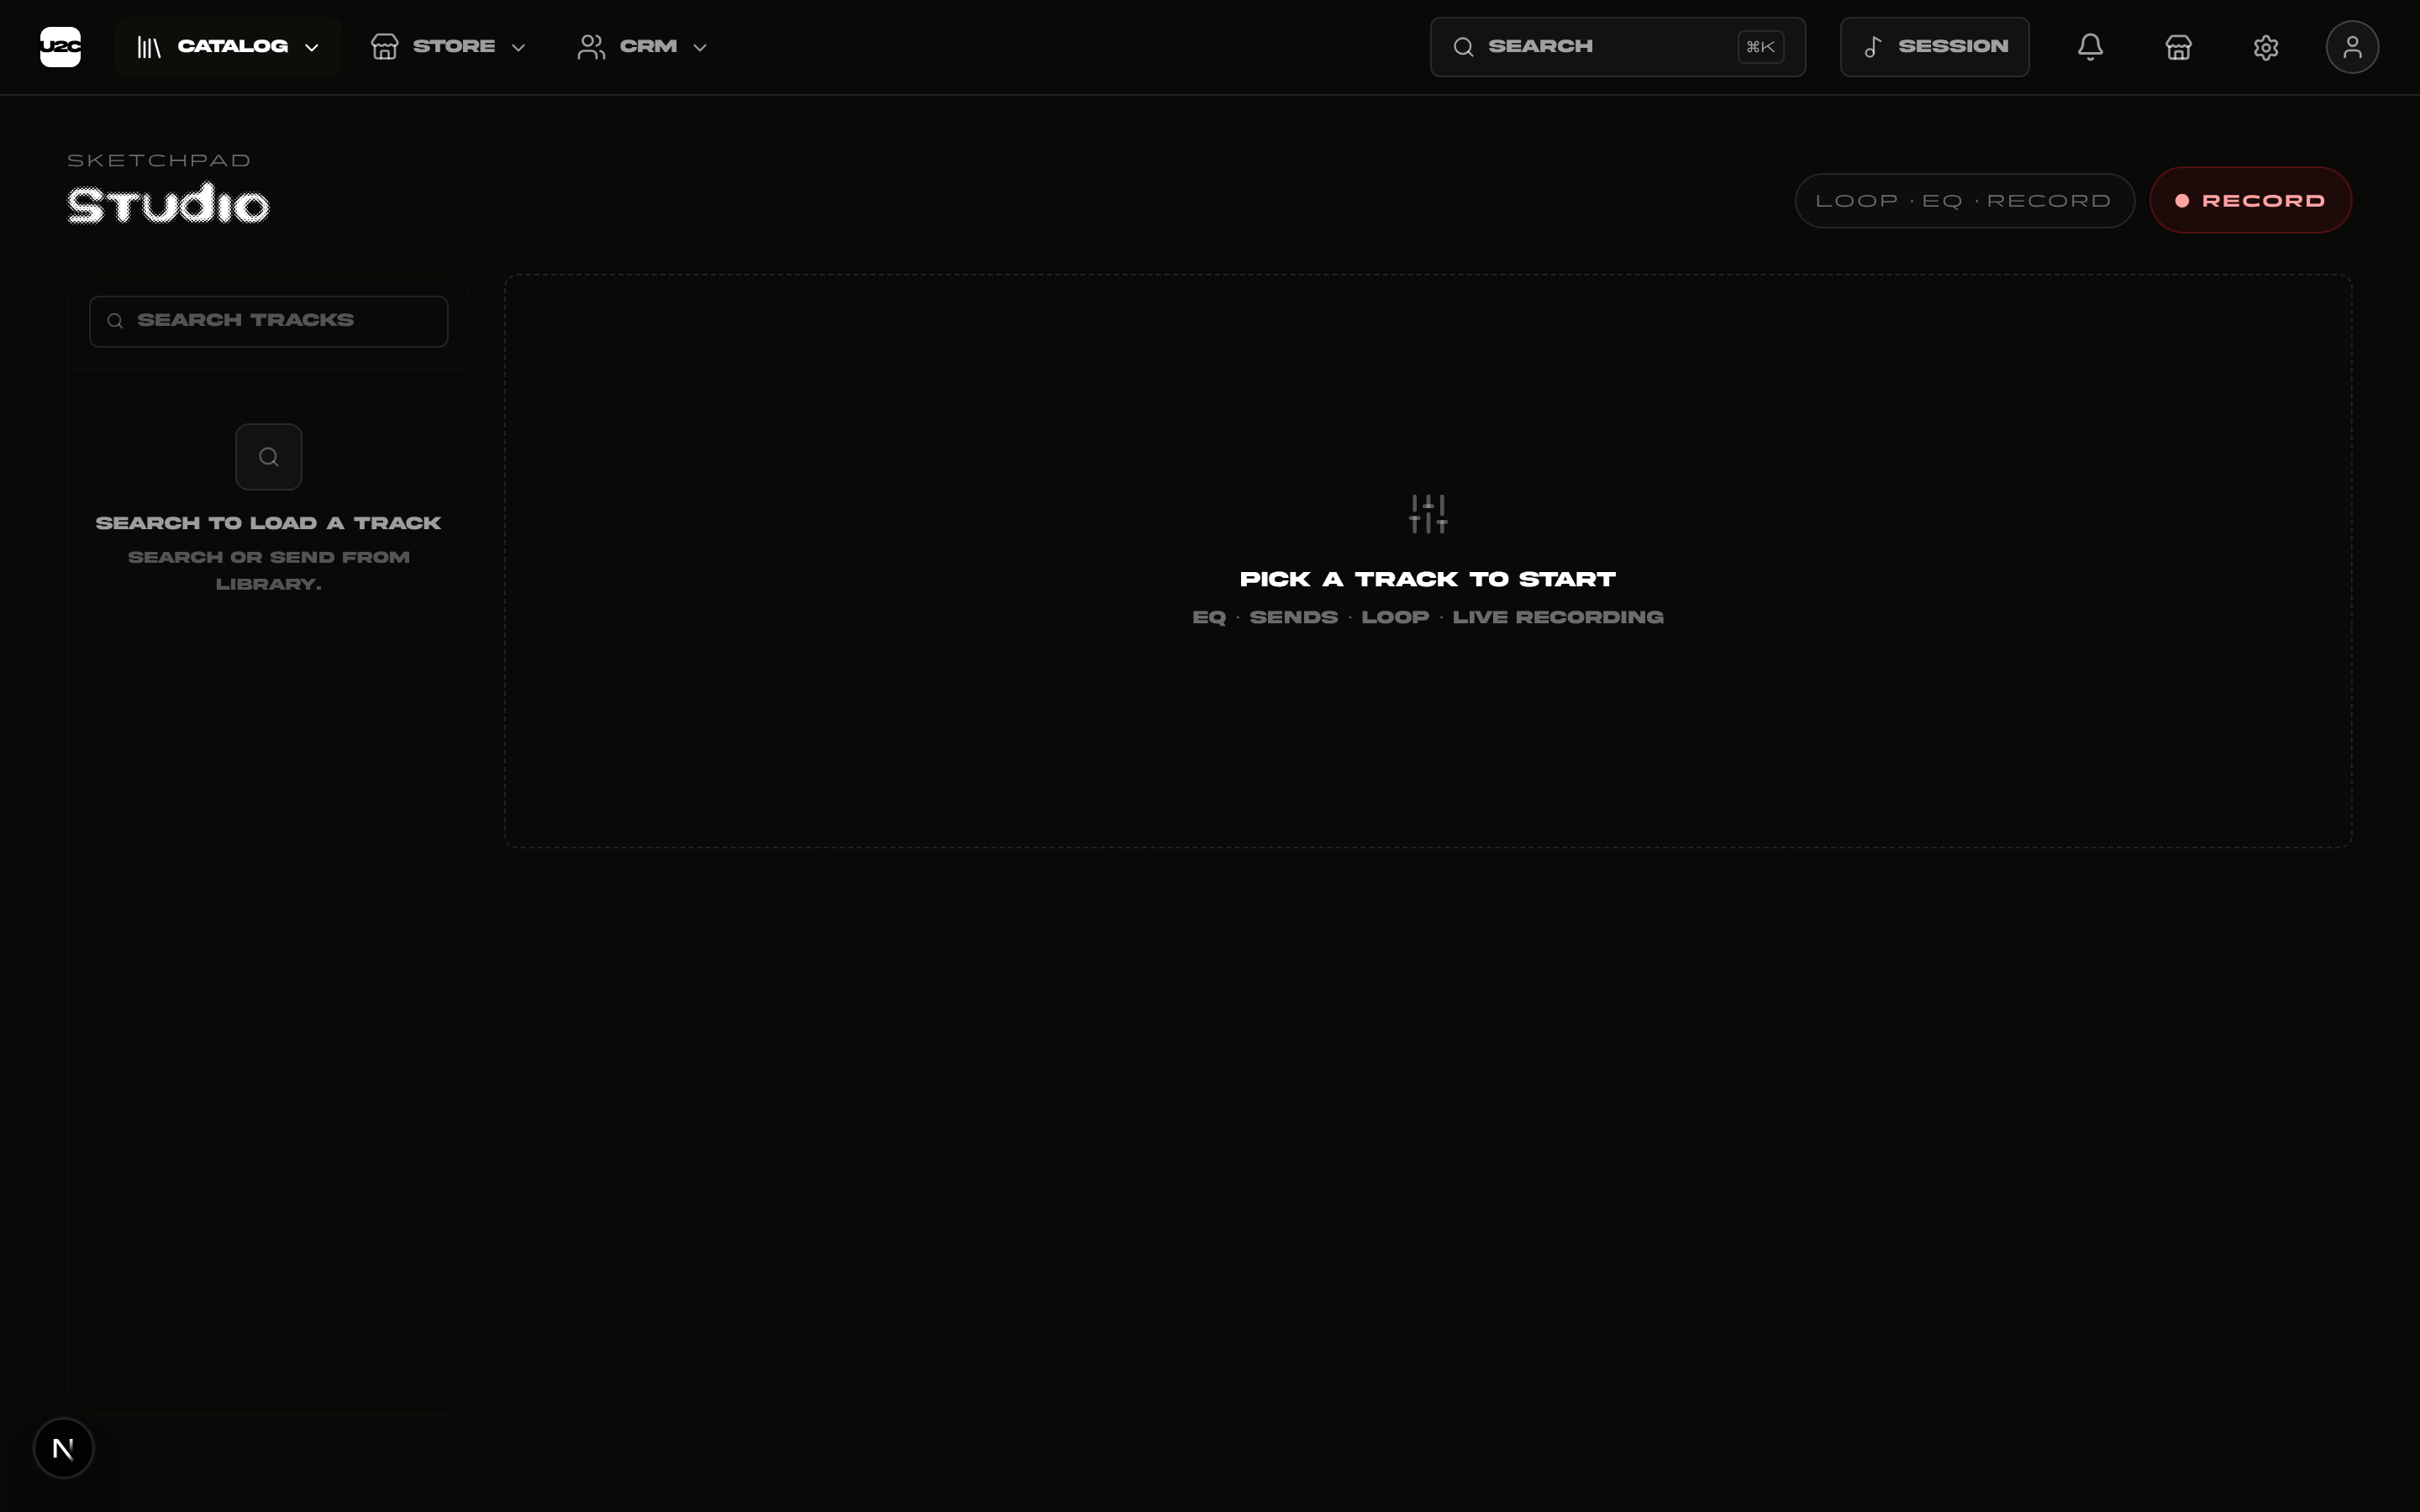 U2C CATALOG STORE CRM SEARCH ⌘K SESSION
SKETCHPAD
Studio
LOOP · EQ · RECORD RECORD
SEARCH TRACKS
SEARCH TO LOAD A TRACK
SEARCH OR SEND FROM
LIBRARY.
PICK A TRACK TO START
EQ · SENDS · LOOP · LIVE RECORDING
N